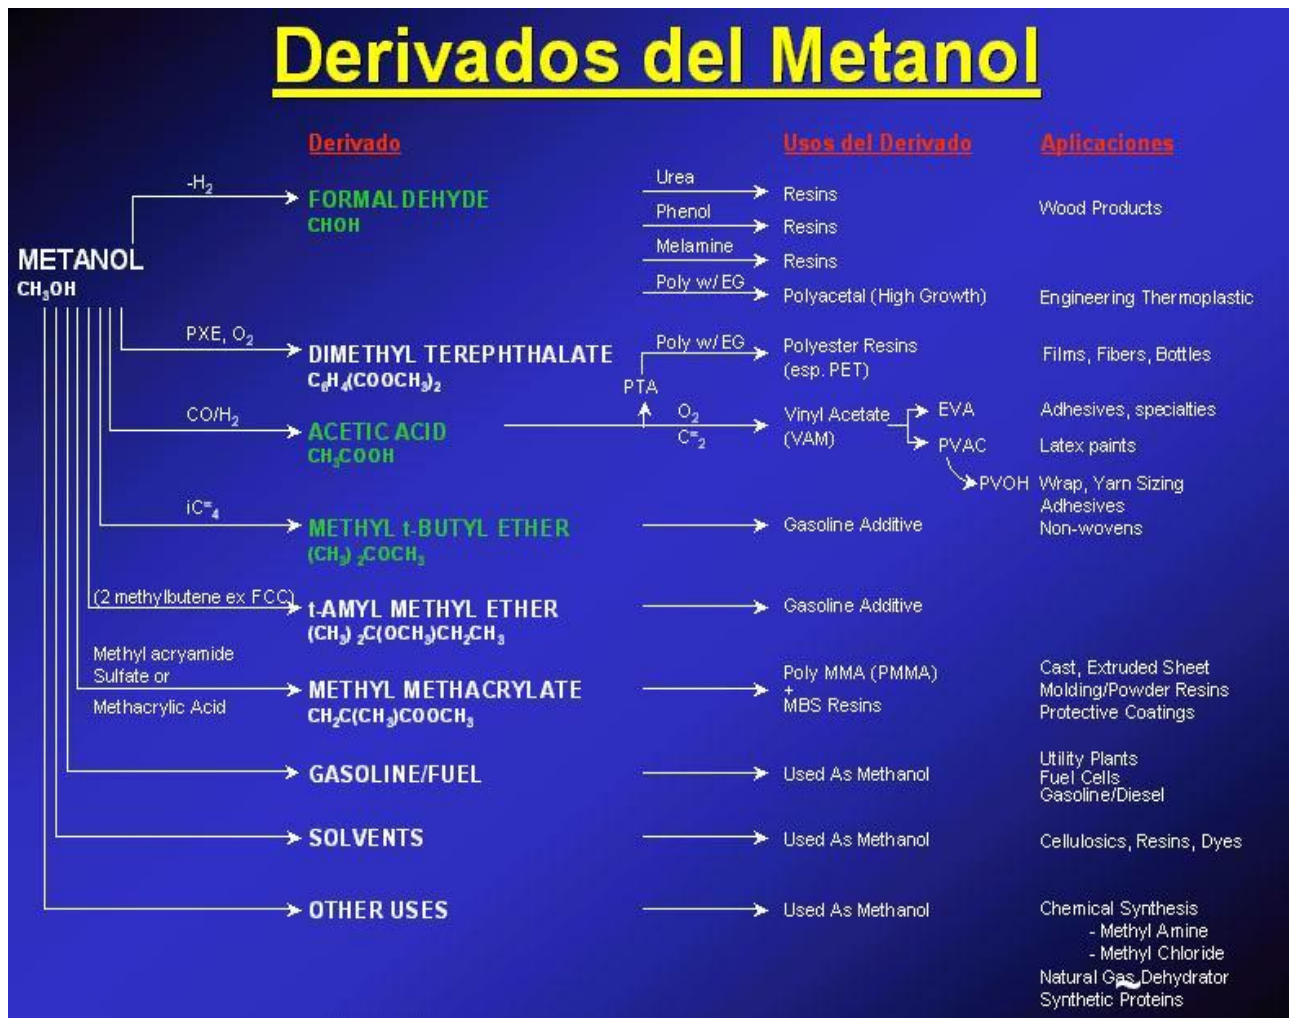 Derivados del Metanol
Derivado
Usos del Derivado
Aplicaciones
METANOL
CH₃OH
-H₂
FORMALDEHYDE
CHOH
Urea
Resins
Phenol
Resins
Melamine
Resins
Wood Products
Poly w/ EG
Polyacetal (High Growth)
Engineering Thermoplastic
PXE, O₂
DIMETHYL TEREPHTHALATE
C₆H₄(COOCH₃)₂
Poly w/ EG
PTA
Polyester Resins
(esp. PET)
Films, Fibers, Bottles
CO/H₂
ACETIC ACID
CH₃COOH
O₂
C⁼₂
Vinyl Acetate
(VAM)
EVA
Adhesives, specialties
PVAC
Latex paints
PVOH
Wrap, Yarn Sizing
Adhesives
Non-wovens
iC⁼₄
METHYL t-BUTYL ETHER
(CH₃) ₂COCH₃
Gasoline Additive
(2 methylbutene ex FCC)
t-AMYL METHYL ETHER
(CH₃) ₂C(OCH₃)CH₂CH₃
Gasoline Additive
Methyl acryamide
Sulfate or
Methacrylic Acid
METHYL METHACRYLATE
CH₂C(CH₃)COOCH₃
Poly MMA (PMMA)
+
MBS Resins
Cast, Extruded Sheet
Molding/Powder Resins
Protective Coatings
GASOLINE/FUEL
Used As Methanol
Utility Plants
Fuel Cells
Gasoline/Diesel
SOLVENTS
Used As Methanol
Cellulosics, Resins, Dyes
OTHER USES
Used As Methanol
Chemical Synthesis
- Methyl Amine
- Methyl Chloride
Natural Gas Dehydrator
Synthetic Proteins